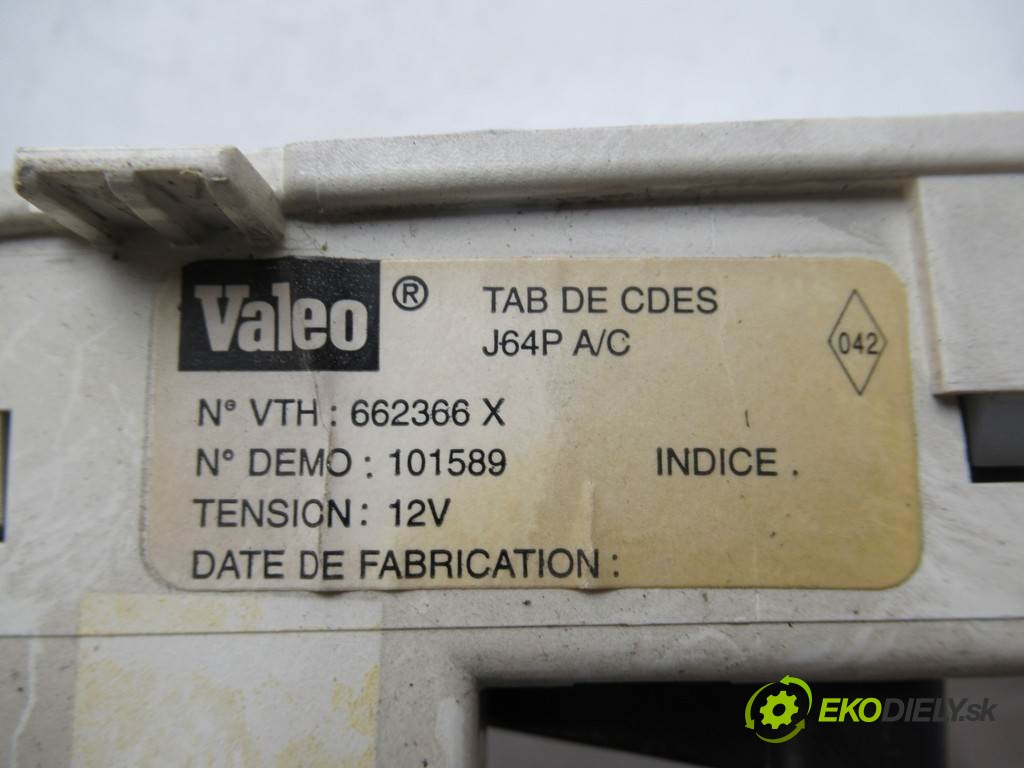 Valeo ® TAB DE CDES
J64P A/C
042
N° VTH : 662366 X
N° DEMO : 101589 INDICE .
TENSION : 12V
DATE DE FABRICATION :
EKODIELY.sk